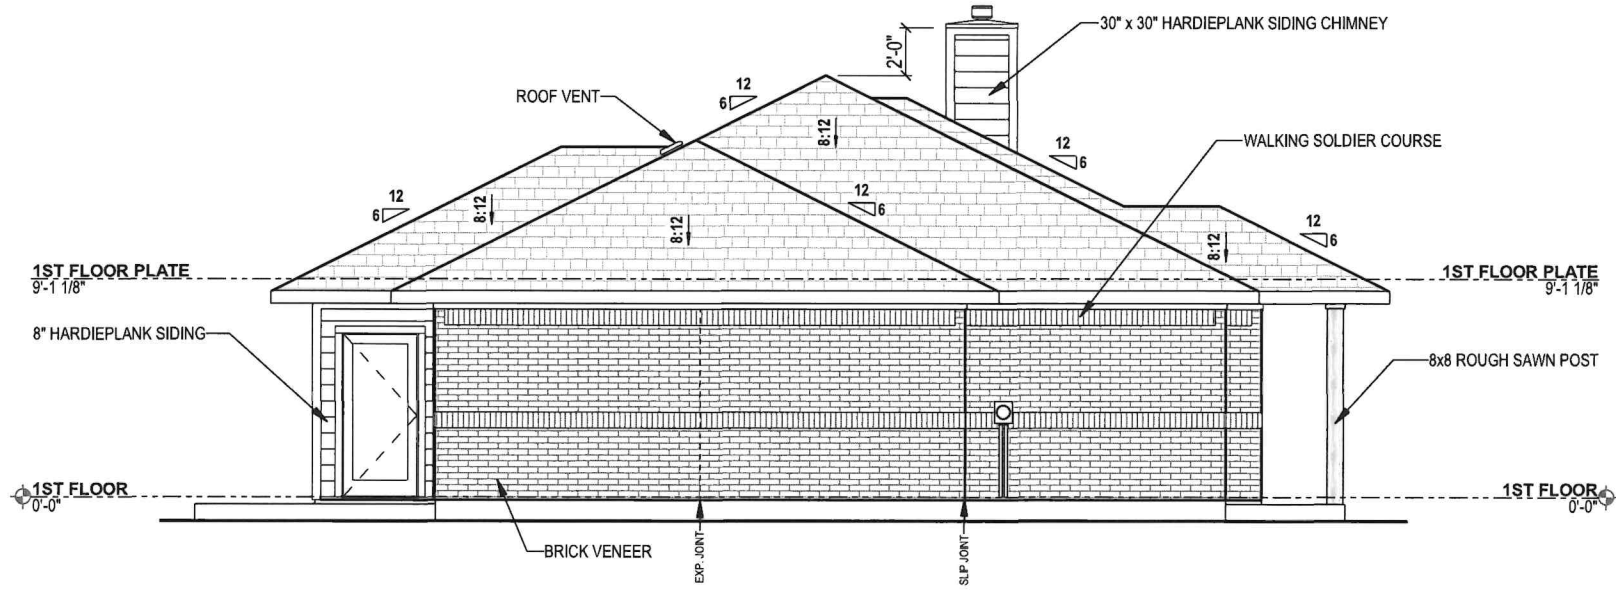 30" x 30" HARDIEPLANK SIDING CHIMNEY
2'-0"
12
6
ROOF VENT
8:12
WALKING SOLDIER COURSE
12
6
12
6
8:12
12
6
8:12
8:12
12
6
1ST FLOOR PLATE
9'-1 1/8"
1ST FLOOR PLATE
9'-1 1/8"
8" HARDIEPLANK SIDING
8x8 ROUGH SAWN POST
1ST FLOOR
0'-0"
1ST FLOOR
0'-0"
BRICK VENEER
EXP. JOINT
SLIP JOINT